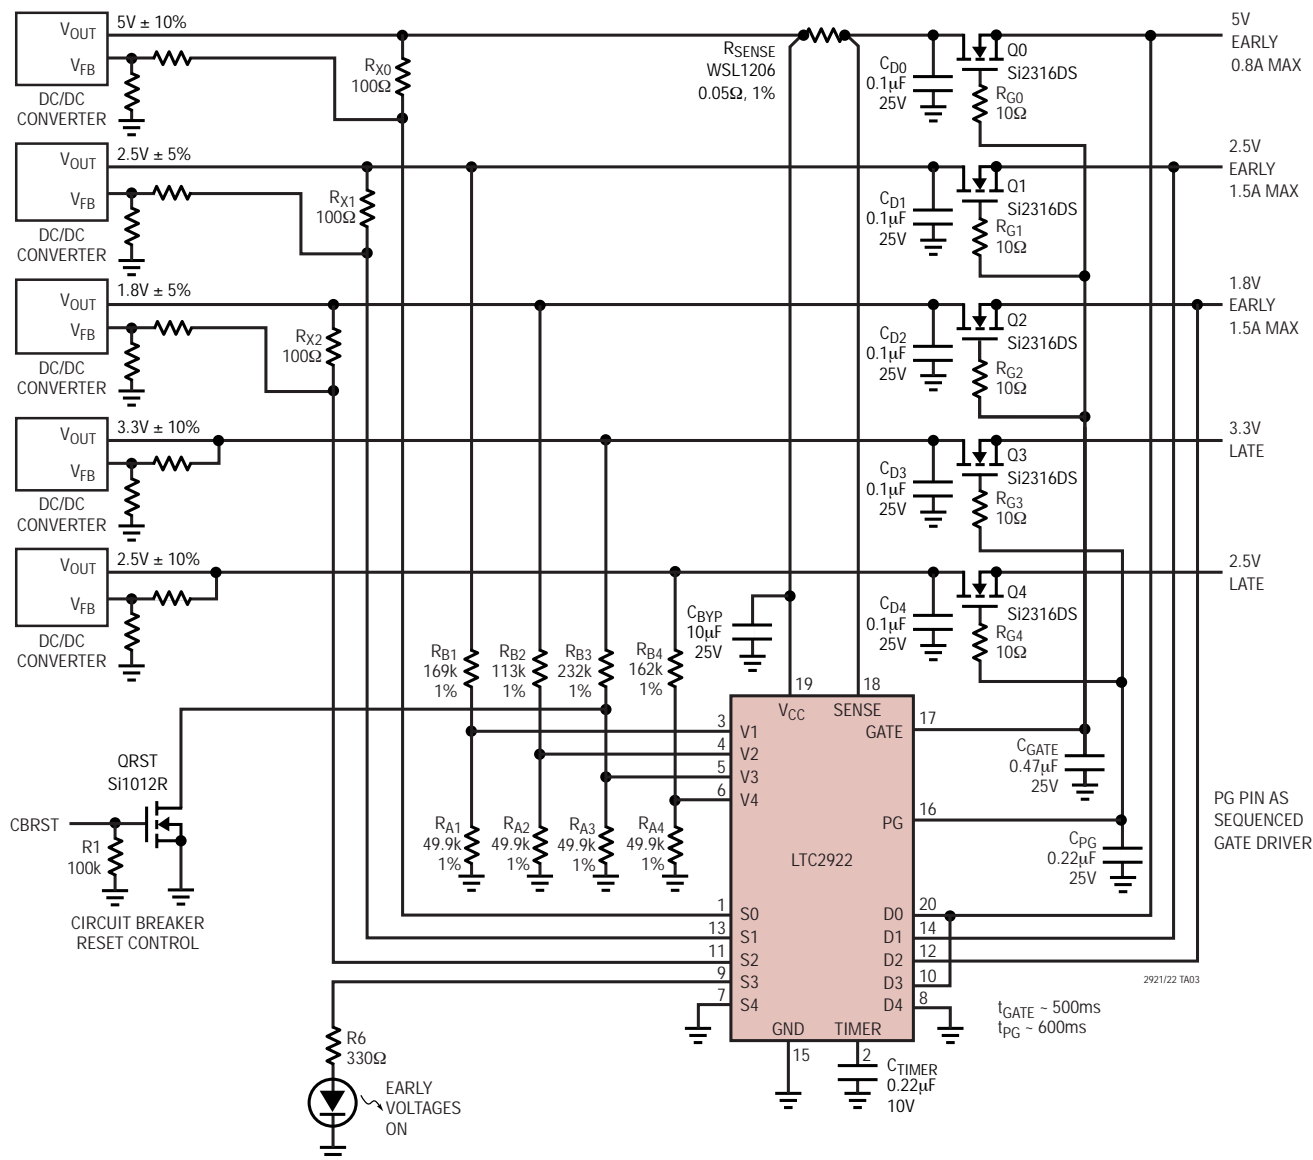 VOUT
VFB
DC/DC
CONVERTER
5V ± 10%
RX0
100Ω
RSENSE
WSL1206
0.05Ω, 1%
CD0
0.1µF
25V
Q0
Si2316DS
RG0
10Ω
5V
EARLY
0.8A MAX
VOUT
VFB
DC/DC
CONVERTER
2.5V ± 5%
RX1
100Ω
CD1
0.1µF
25V
Q1
Si2316DS
RG1
10Ω
2.5V
EARLY
1.5A MAX
VOUT
VFB
DC/DC
CONVERTER
1.8V ± 5%
RX2
100Ω
CD2
0.1µF
25V
Q2
Si2316DS
RG2
10Ω
1.8V
EARLY
1.5A MAX
VOUT
VFB
DC/DC
CONVERTER
3.3V ± 10%
CD3
0.1µF
25V
Q3
Si2316DS
RG3
10Ω
3.3V
LATE
VOUT
VFB
DC/DC
CONVERTER
2.5V ± 10%
CD4
0.1µF
25V
Q4
Si2316DS
RG4
10Ω
2.5V
LATE
RB1
169k
1%
RB2
113k
1%
RB3
232k
1%
RB4
162k
1%
CBYP
10µF
25V
QRST
Si1012R
CBRST
R1
100k
CIRCUIT BREAKER
RESET CONTROL
RA1
49.9k
1%
RA2
49.9k
1%
RA3
49.9k
1%
RA4
49.9k
1%
19
VCC
18
SENSE
3
V1
4
V2
5
V3
6
V4
1
S0
13
S1
11
S2
9
S3
7
S4
LTC2922
17
GATE
16
PG
20
D0
14
D1
12
D2
10
D3
8
D4
GND
15
TIMER
2
CGATE
0.47µF
25V
CPG
0.22µF
25V
PG PIN AS
SEQUENCED
GATE DRIVER
2921/22 TA03
tGATE ~ 500ms
tPG ~ 600ms
CTIMER
0.22µF
10V
R6
330Ω
EARLY
VOLTAGES
ON